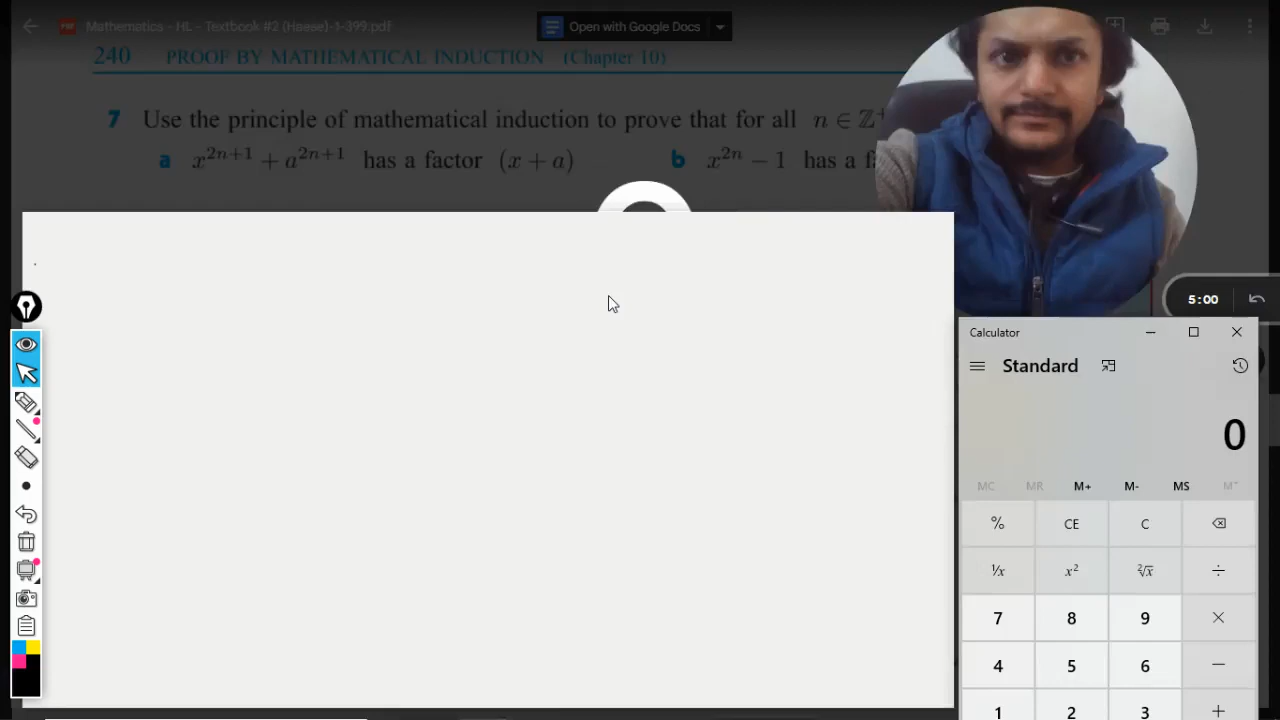 Mathematics - HL - Textbook #2 (Haese)-1-399.pdf
Open with Google Docs
240 PROOF BY MATHEMATICAL INDUCTION (Chapter 10)
7 Use the principle of mathematical induction to prove that for all n ∈ ℤ⁺
a x²ⁿ⁺¹ + a²ⁿ⁺¹ has a factor (x + a) b x²ⁿ − 1 has a
5:00
Calculator
Standard
0
MC MR M+ M- MS M˅
% CE C
¹/x x² ²√x ÷
7 8 9 ×
4 5 6 −
1 2 3 +